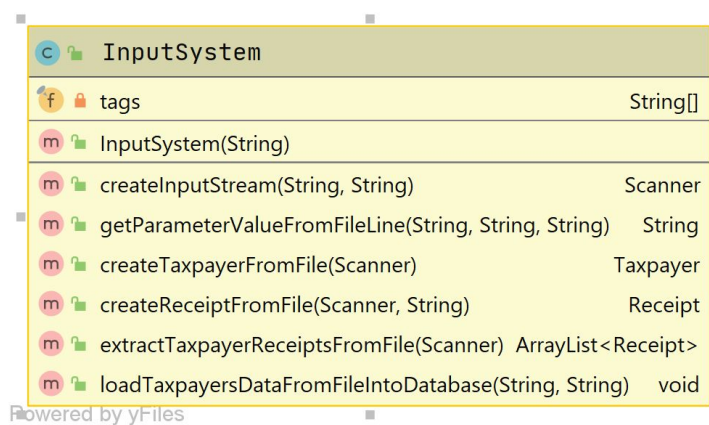 C InputSystem
f tags String[]
m InputSystem(String)
m createInputStream(String, String) Scanner
m getParameterValueFromFileLine(String, String, String) String
m createTaxpayerFromFile(Scanner) Taxpayer
m createReceiptFromFile(Scanner, String) Receipt
m extractTaxpayerReceiptsFromFile(Scanner) ArrayList<Receipt>
m loadTaxpayersDataFromFileIntoDatabase(String, String) void
Powered by yFiles